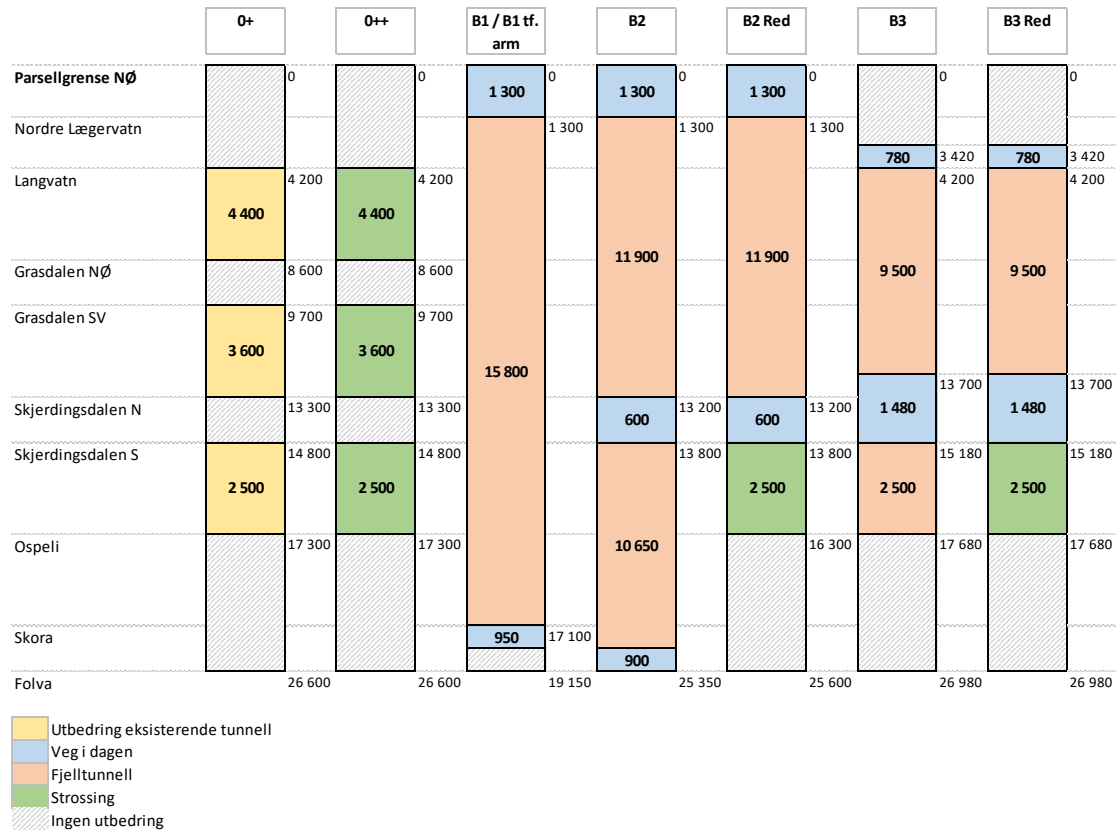 0+ 0++ B1 / B1 tf. arm B2 B2 Red B3 B3 Red
Parsellgrense NØ 0 0 0 0 0 0 0
1 300 1 300 1 300
Nordre Lægervatn 1 300 1 300 1 300
780 3 420 780 3 420
Langvatn 4 200 4 200 4 200 4 200
4 400 4 400
11 900 11 900 9 500 9 500
Grasdalen NØ 8 600 8 600
Grasdalen SV 9 700 9 700
3 600 3 600 15 800
13 700 13 700
Skjerdingsdalen N 13 300 13 300 600 13 200 600 13 200 1 480 1 480
Skjerdingsdalen S 14 800 14 800 13 800 13 800 15 180 15 180
2 500 2 500 2 500 2 500 2 500
Ospeli 17 300 17 300 10 650 16 300 17 680 17 680
Skora 950 17 100
900
Folva 26 600 26 600 19 150 25 350 25 600 26 980 26 980
Utbedring eksisterende tunnell
Veg i dagen
Fjelltunnell
Strossing
Ingen utbedring